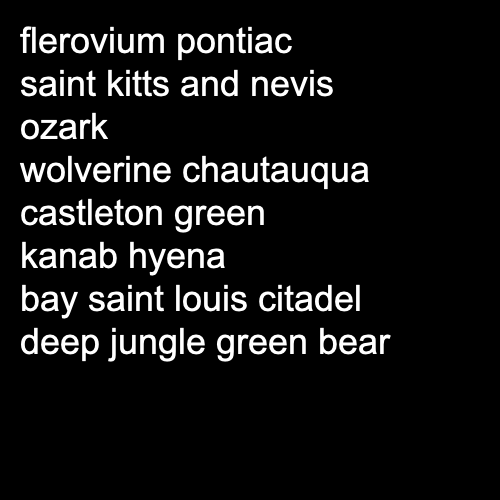 flerovium pontiac
saint kitts and nevis
ozark
wolverine chautauqua
castleton green
kanab hyena
bay saint louis citadel
deep jungle green bear